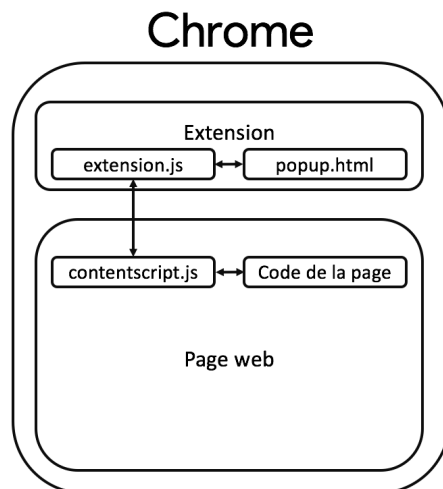 Chrome
Extension
extension.js
popup.html
contentscript.js
Code de la page
Page web